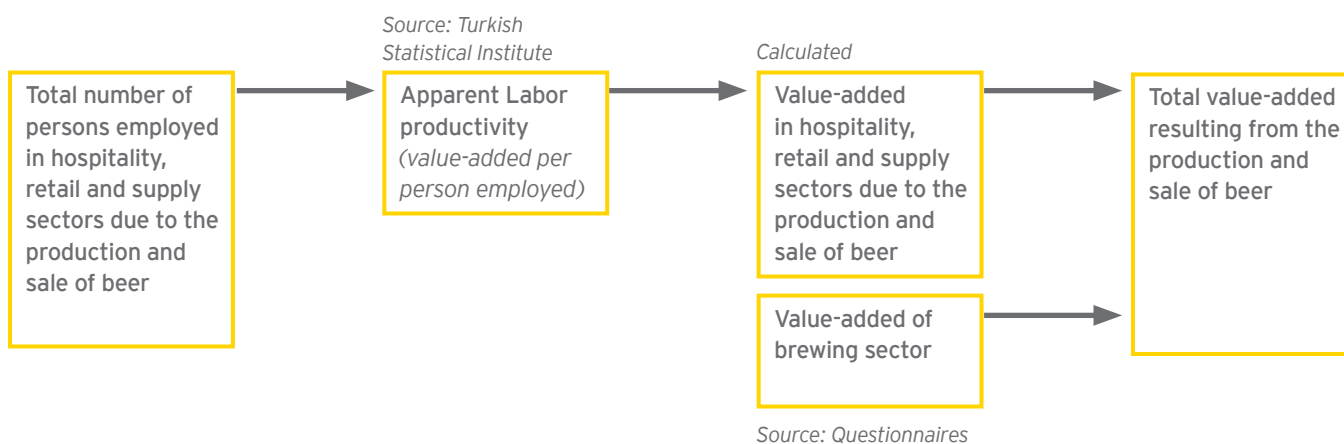 Total number of
persons employed
in hospitality,
retail and supply
sectors due to the
production and
sale of beer
Source: Turkish
Statistical Institute
Apparent Labor
productivity
(value-added per
person employed)
Calculated
Value-added
in hospitality,
retail and supply
sectors due to the
production and
sale of beer
Value-added of
brewing sector
Source: Questionnaires
Total value-added
resulting from the
production and
sale of beer